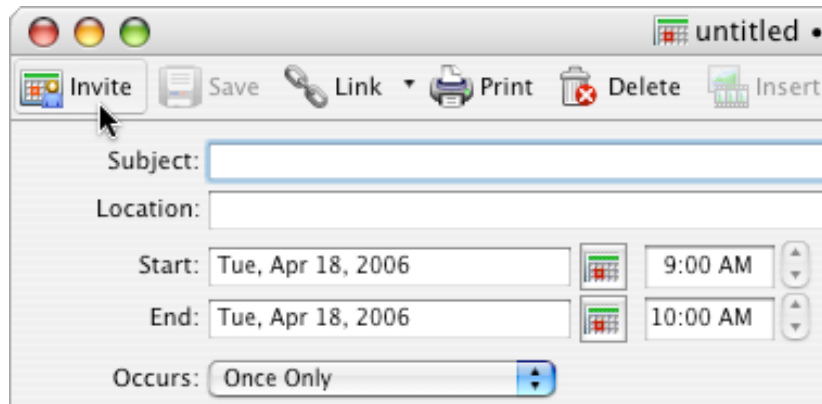 untitled •
Invite Save Link Print Delete Insert
Subject:
Location:
Start: Tue, Apr 18, 2006 9:00 AM
End: Tue, Apr 18, 2006 10:00 AM
Occurs: Once Only